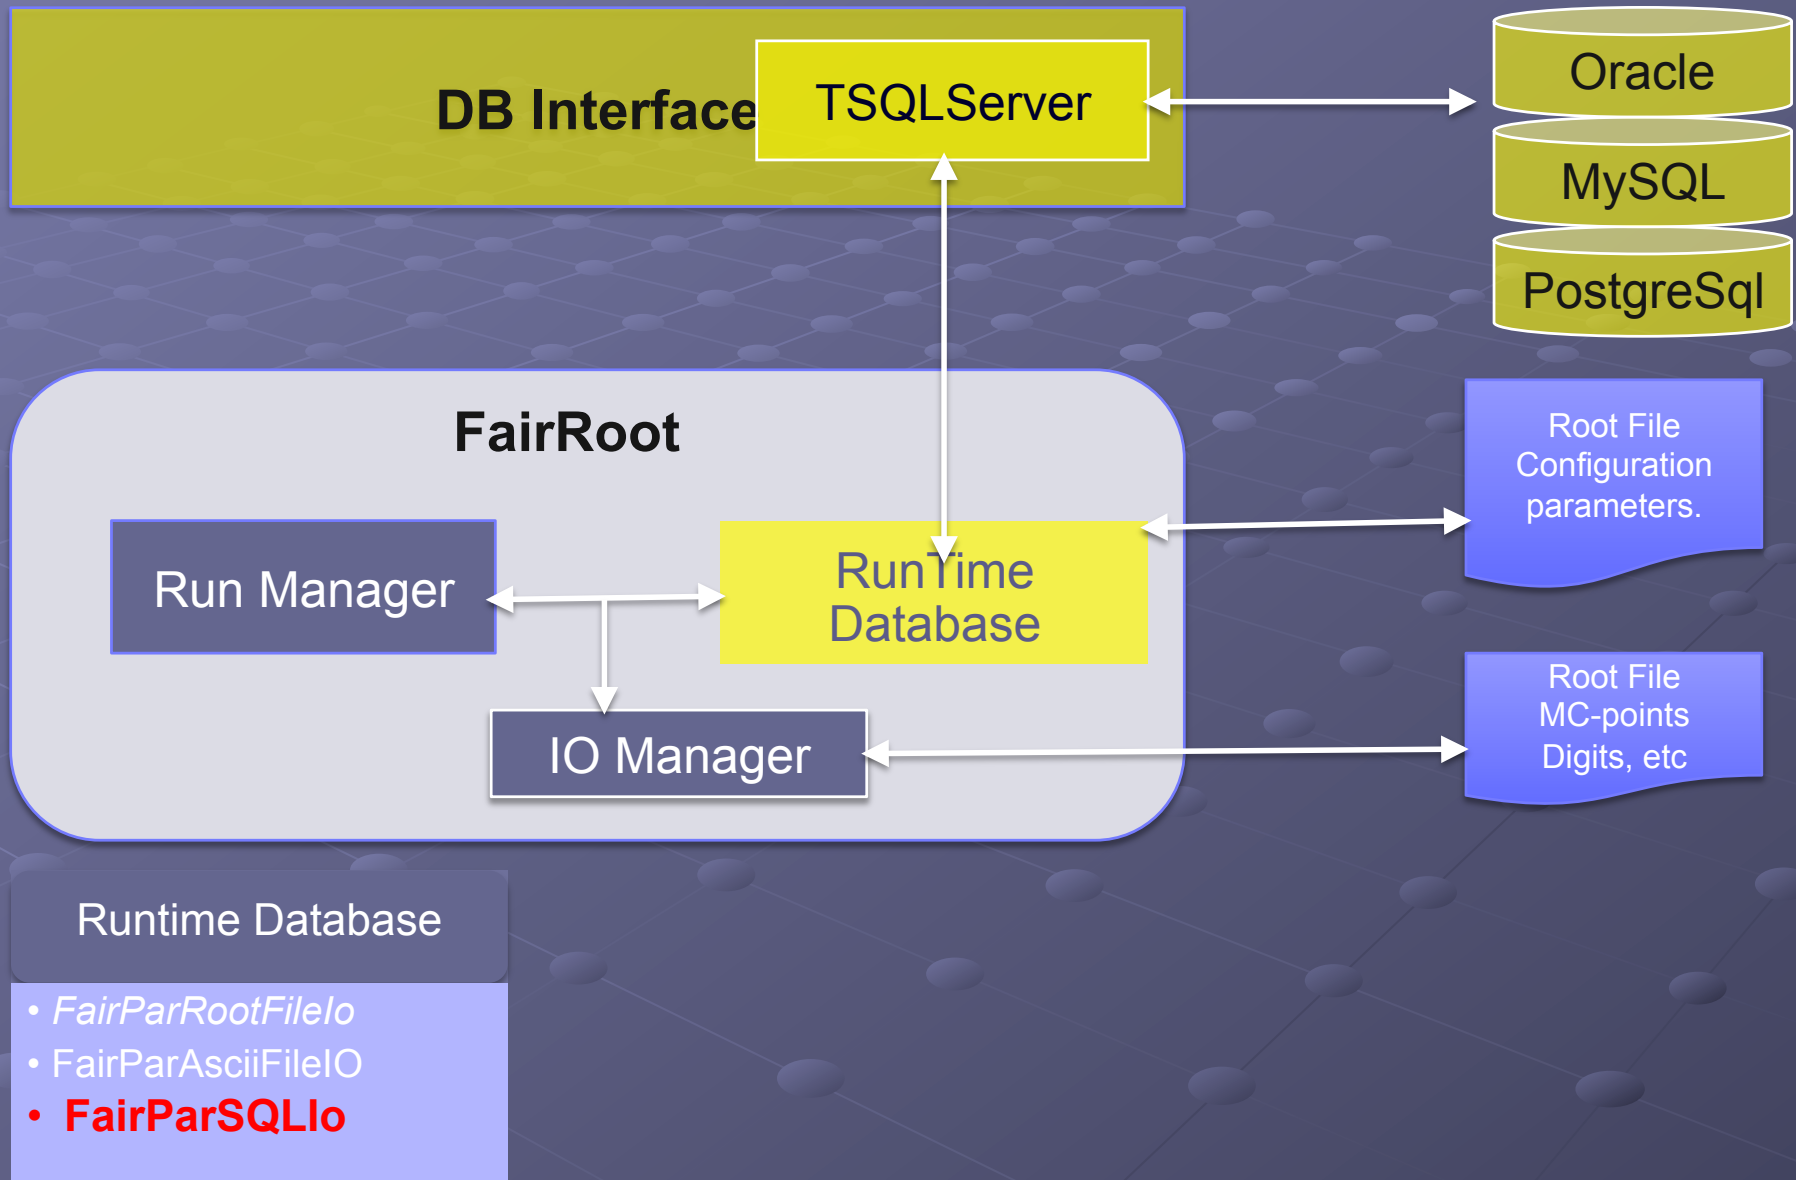 DB Interface
TSQLServer
Oracle
MySQL
PostgreSql
FairRoot
Run Manager
RunTime
Database
IO Manager
Root File
Configuration
parameters.
Root File
MC-points
Digits, etc
Runtime Database
• FairParRootFileIo
• FairParAsciiFileIO
• FairParSQLIo